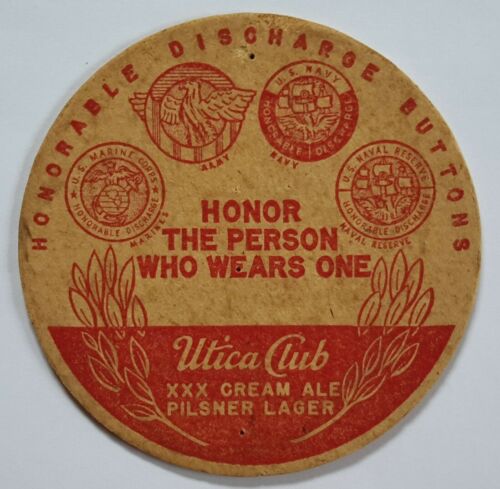 HONORABLE DISCHARGE BUTTONS
ARMY
U.S. NAVY
HONORABLE DISCHARGE
NAVY
U.S. MARINE CORPS
HONORABLE DISCHARGE
MARINES
U.S. NAVAL RESERVE
HONORABLE DISCHARGE
NAVAL RESERVE
HONOR
THE PERSON
WHO WEARS ONE
Utica Club
XXX CREAM ALE
PILSNER LAGER